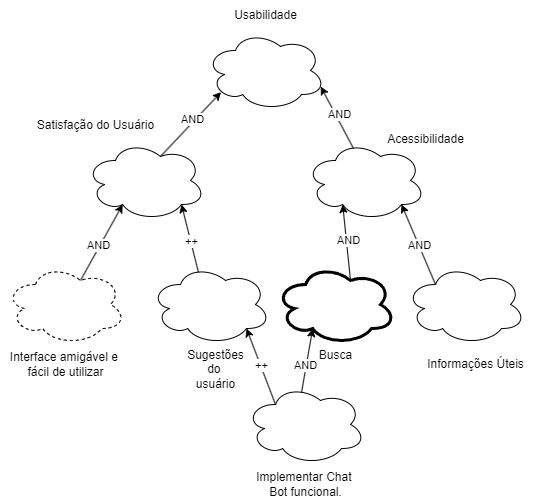 Usabilidade
AND
AND
Satisfação do Usuário
Acessibilidade
AND
++
AND
AND
Interface amigável e
fácil de utilizar
Sugestões
do
usuário
Busca
Informações Úteis
++
AND
Implementar Chat
Bot funcional.